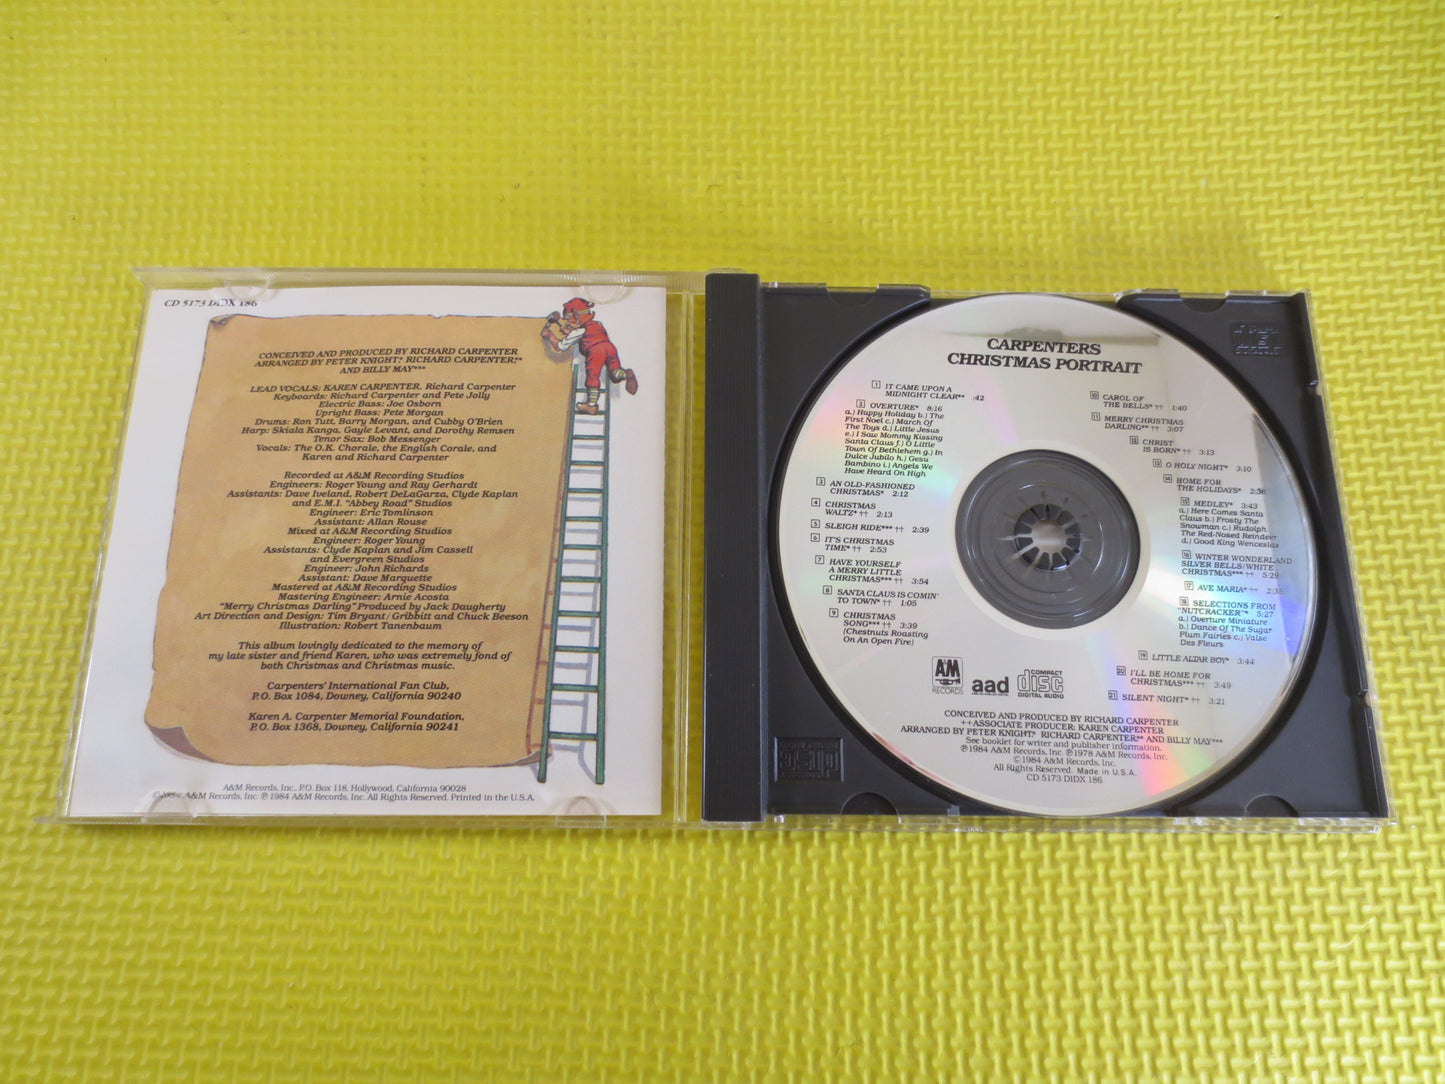 CD 5173 DIDX 186
CONCEIVED AND PRODUCED BY RICHARD CARPENTER
ARRANGED BY PETER KNIGHT,* RICHARD CARPENTER,**
AND BILLY MAY***
LEAD VOCALS: KAREN CARPENTER, Richard Carpenter
Keyboards: Richard Carpenter and Pete Jolly
Electric Bass: Joe Osborn
Upright Bass: Pete Morgan
Drums: Ron Tutt, Barry Morgan, and Cubby O'Brien
Harp: Skiala Kanga, Gayle Levant, and Dorothy Remsen
Tenor Sax: Bob Messenger
Vocals: The O.K. Chorale, the English Corale, and
Karen and Richard Carpenter
Recorded at A&M Recording Studios
Engineers: Roger Young and Ray Gerhardt
Assistants: Dave Iveland, Robert DeLaGarza, Clyde Kaplan
and E.M.I. "Abbey Road" Studios
Engineer: Eric Tomlinson
Assistant: Allan Rouse
Mixed at A&M Recording Studios
Engineer: Roger Young
Assistants: Clyde Kaplan and Jim Cassell
and Evergreen Studios
Engineer: John Richards
Assistant: Dave Marquette
Mastered at A&M Recording Studios
Mastering Engineer: Arnie Acosta
"Merry Christmas Darling" Produced by Jack Daugherty
Art Direction and Design: Tim Bryant/Gribbitt and Chuck Beeson
Illustration: Robert Tanenbaum
This album lovingly dedicated to the memory of
my late sister and friend Karen, who was extremely fond of
both Christmas and Christmas music.
Carpenters' International Fan Club,
P.O. Box 1084, Downey, California 90240
Karen A. Carpenter Memorial Foundation,
P.O. Box 1368, Downey, California 90241
A&M Records, Inc., P.O. Box 118, Hollywood, California 90028
©1984 A&M Records, Inc. ℗ 1984 A&M Records, Inc. All Rights Reserved. Printed in the U.S.A.
CARPENTERS
CHRISTMAS PORTRAIT
1 IT CAME UPON A
MIDNIGHT CLEAR** :42
2 OVERTURE* 8:16
a.) Happy Holiday b.) The
First Noel c.) March Of
The Toys d.) Little Jesus
e.) I Saw Mommy Kissing
Santa Claus f.) O Little
Town Of Bethlehem g.) In
Dulce Jubilo h.) Gesu
Bambino i.) Angels We
Have Heard On High
3 AN OLD-FASHIONED
CHRISTMAS* 2:12
4 CHRISTMAS
WALTZ** †† 2:13
5 SLEIGH RIDE*** †† 2:39
6 IT'S CHRISTMAS
TIME* †† 2:53
7 HAVE YOURSELF
A MERRY LITTLE
CHRISTMAS*** †† 3:54
8 SANTA CLAUS IS COMIN'
TO TOWN* †† 1:05
9 CHRISTMAS
SONG*** †† 3:39
(Chestnuts Roasting
On An Open Fire)
10 CAROL OF
THE BELLS* †† 1:40
11 MERRY CHRISTMAS
DARLING** †† 3:07
12 CHRIST
IS BORN* †† 3:13
13 O HOLY NIGHT* 3:10
14 HOME FOR
THE HOLIDAYS* 2:36
15 MEDLEY* 3:43
a.) Here Comes Santa
Claus b.) Frosty The
Snowman c.) Rudolph
The Red-Nosed Reindeer
d.) Good King Wenceslas
16 WINTER WONDERLAND
SILVER BELLS/WHITE
CHRISTMAS*** †† 5:29
17 AVE MARIA* †† 2:35
18 SELECTIONS FROM
"NUTCRACKER"* 5:27
a.) Overture Miniature
b.) Dance Of The Sugar
Plum Fairies c.) Valse
Des Fleurs
19 LITTLE ALTAR BOY* 3:44
20 I'LL BE HOME FOR
CHRISTMAS*** †† 3:49
21 SILENT NIGHT* †† 3:21
A&M
RECORDS
aad
COMPACT
disc
DIGITAL AUDIO
CONCEIVED AND PRODUCED BY RICHARD CARPENTER
††ASSOCIATE PRODUCER: KAREN CARPENTER
ARRANGED BY PETER KNIGHT,* RICHARD CARPENTER,** AND BILLY MAY***
See booklet for writer and publisher information.
℗1984 A&M Records, Inc. ℗1978 A&M Records, Inc.
©1984 A&M Records, Inc.
All Rights Reserved. Made in U.S.A.
CD 5173 DIDX 186